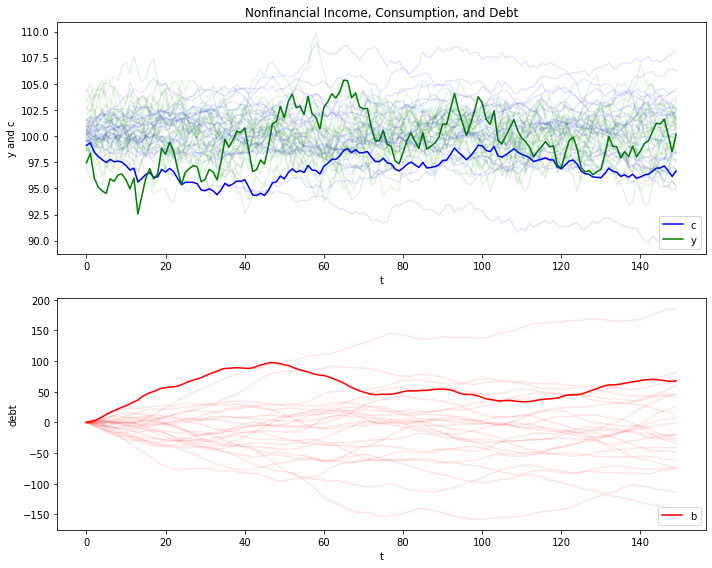 Nonfinancial Income, Consumption, and Debt
110.0
107.5
105.0
102.5
100.0
97.5
95.0
92.5
90.0
y and c
c
y
0 20 40 60 80 100 120 140
t
200
150
100
50
0
−50
−100
−150
debt
b
0 20 40 60 80 100 120 140
t